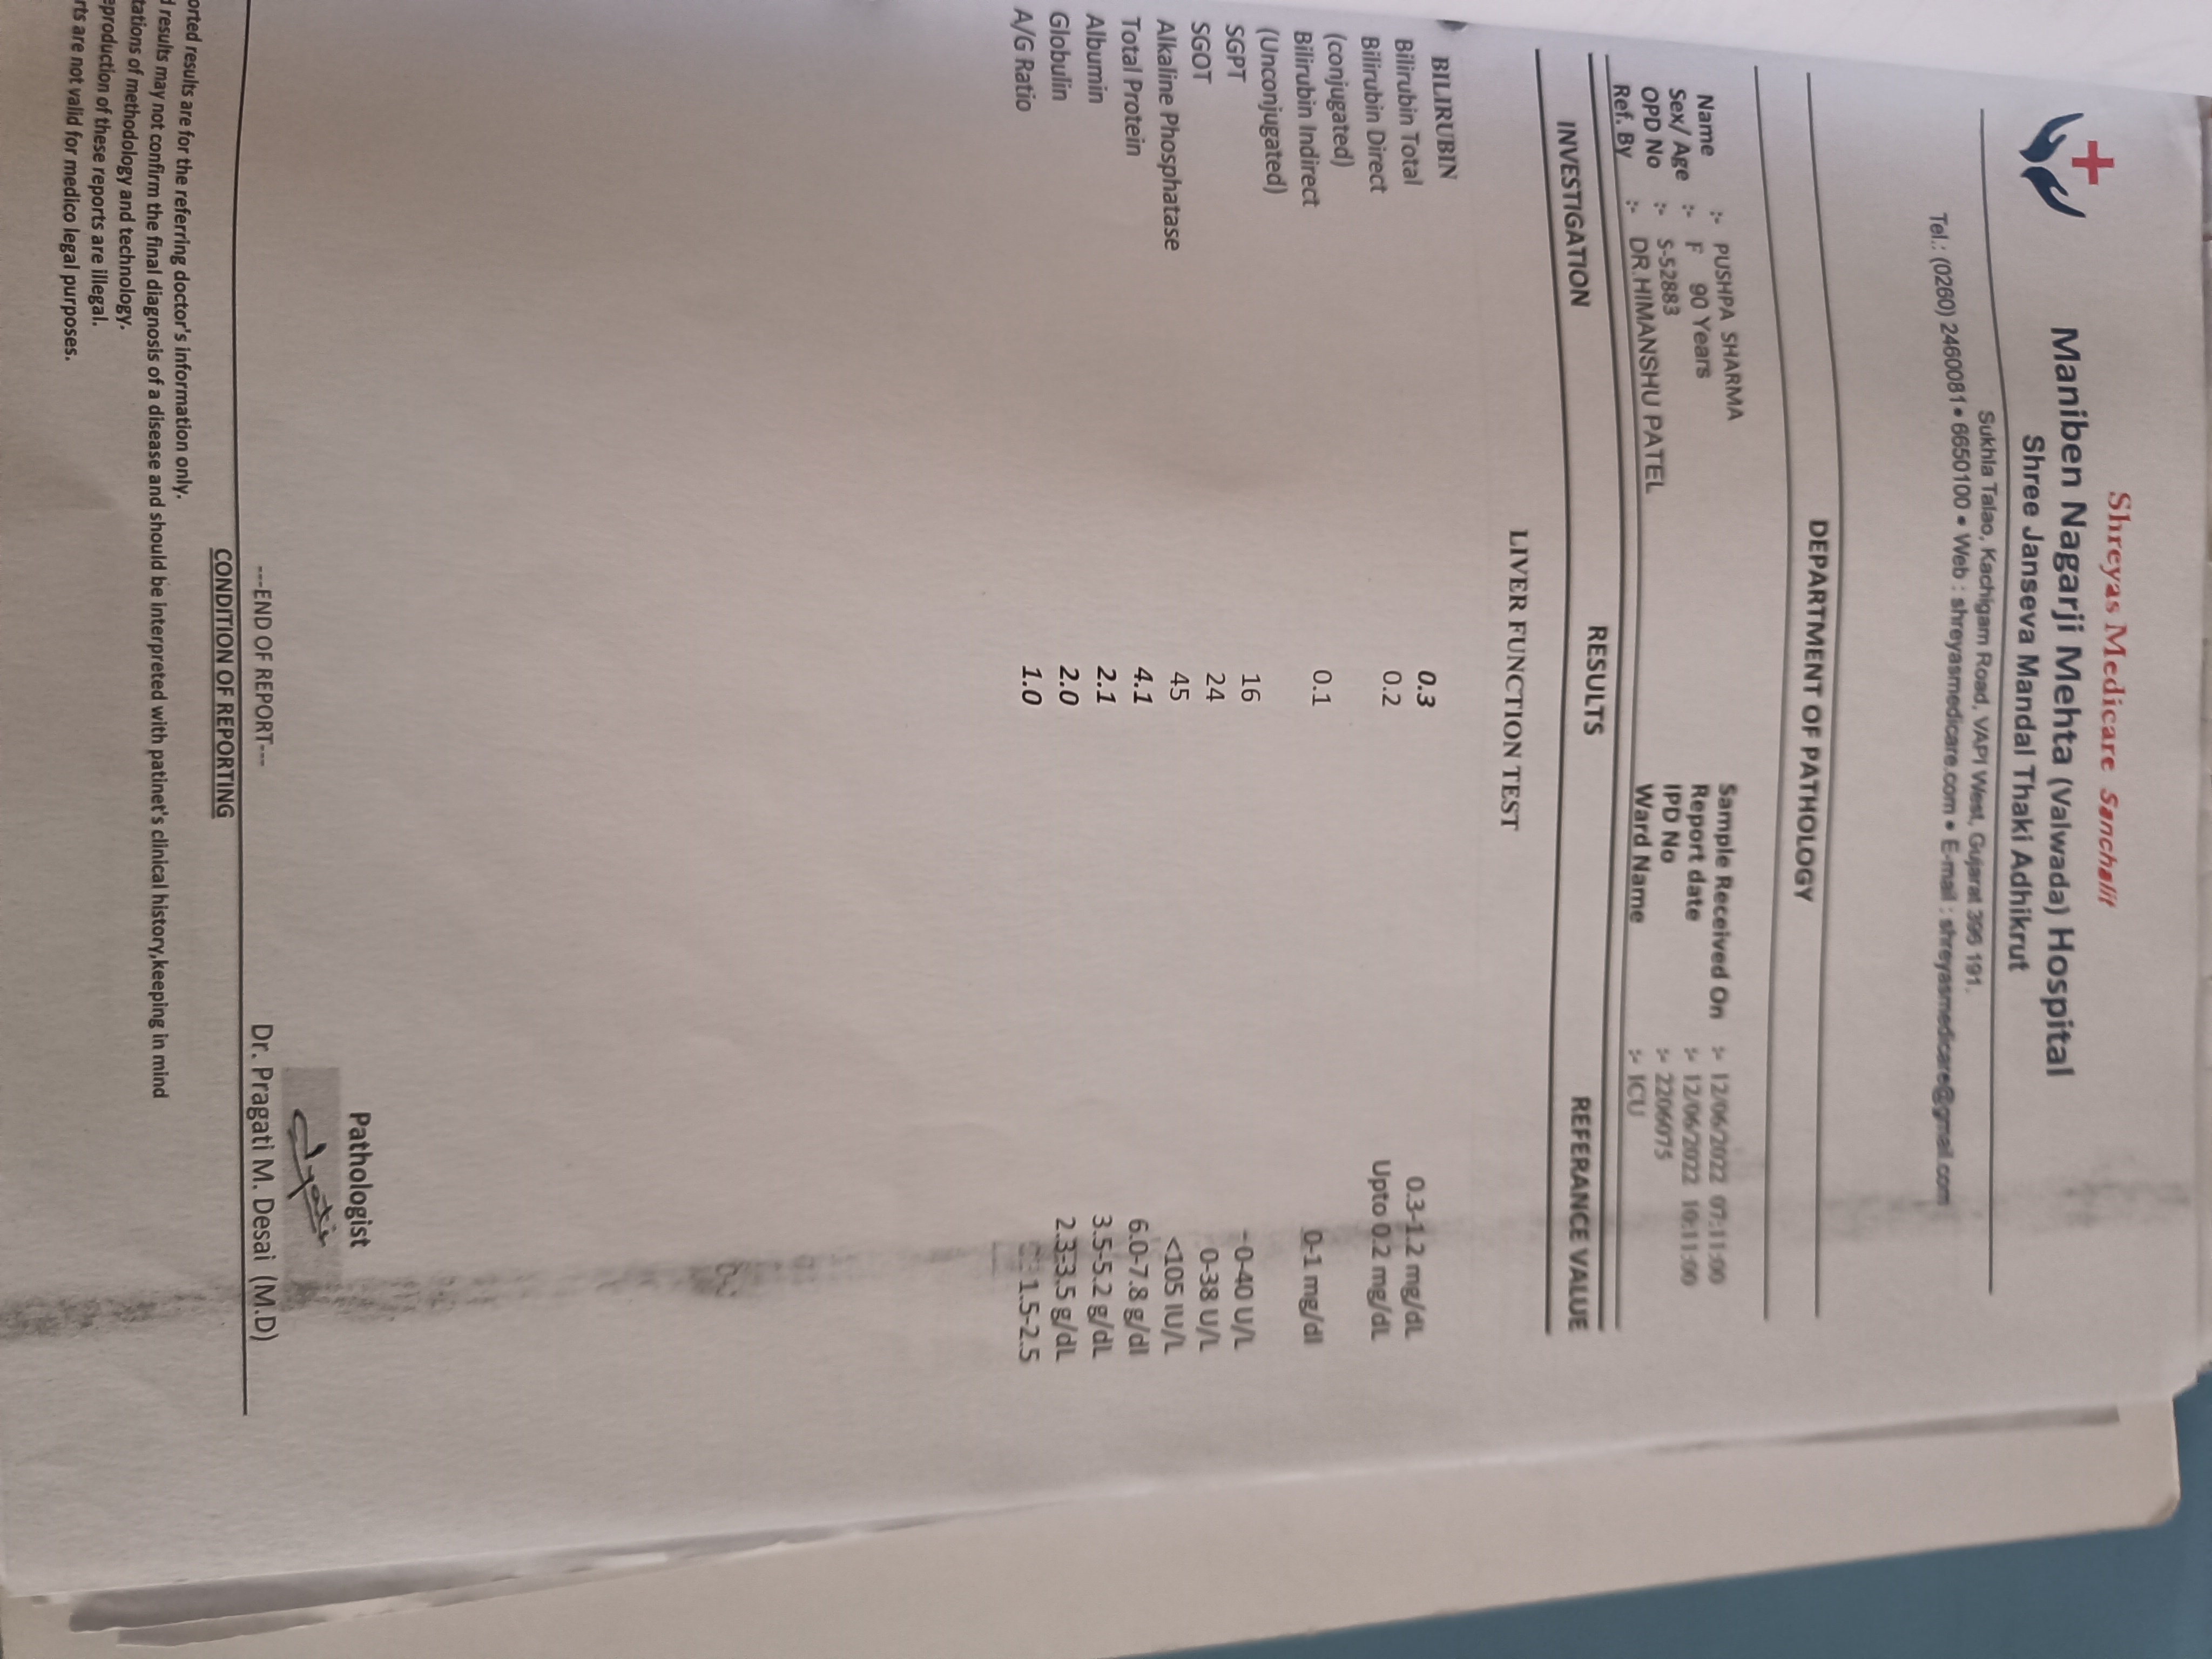 Shreyas Medicare Sanchalit
Maniben Nagarji Mehta (Valwada) Hospital
Shree Janseva Mandal Thaki Adhikrut
Sukhla Talao, Kachigam Road, VAPI West, Gujarat 396 191.
Tel.: (0260) 2460081 • 6650100 • Web : shreyasmedicare.com • E-mail : shreyasmedicare@gmail.com
DEPARTMENT OF PATHOLOGY
Name :- PUSHPA SHARMA Sample Received On :- 12/06/2022 07:11:00
Sex/ Age :- F 90 Years Report date :- 12/06/2022 10:11:00
OPD No :- S-52883 IPD No :- 2206075
Ref. By :- DR.HIMANSHU PATEL Ward Name :- ICU
INVESTIGATION RESULTS REFERANCE VALUE
LIVER FUNCTION TEST
BILIRUBIN
Bilirubin Total 0.3 0.3-1.2 mg/dL
Bilirubin Direct 0.2 Upto 0.2 mg/dL
(conjugated)
Bilirubin Indirect 0.1 0-1 mg/dl
(Unconjugated)
SGPT 16 0-40 U/L
SGOT 24 0-38 U/L
Alkaline Phosphatase 45 <105 IU/L
Total Protein 4.1 6.0-7.8 g/dl
Albumin 2.1 3.5-5.2 g/dL
Globulin 2.0 2.3-3.5 g/dL
A/G Ratio 1.0 1.5-2.5
Pathologist
---END OF REPORT--- Dr. Pragati M. Desai (M.D)
CONDITION OF REPORTING
orted results are for the referring doctor's information only.
results may not confirm the final diagnosis of a disease and should be interpreted with patinet's clinical history,keeping in mind
tations of methodology and technology.
eproduction of these reports are illegal.
rts are not valid for medico legal purposes.